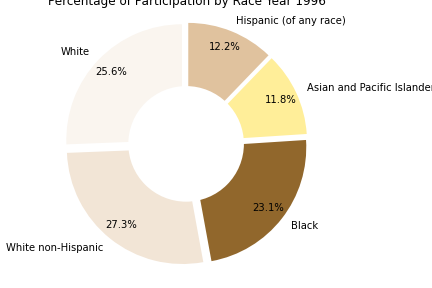 Percentage of Participation by Race Year 1996
Hispanic (of any race)
12.2%
White
25.6%
Asian and Pacific Islander
11.8%
Black
23.1%
White non-Hispanic
27.3%